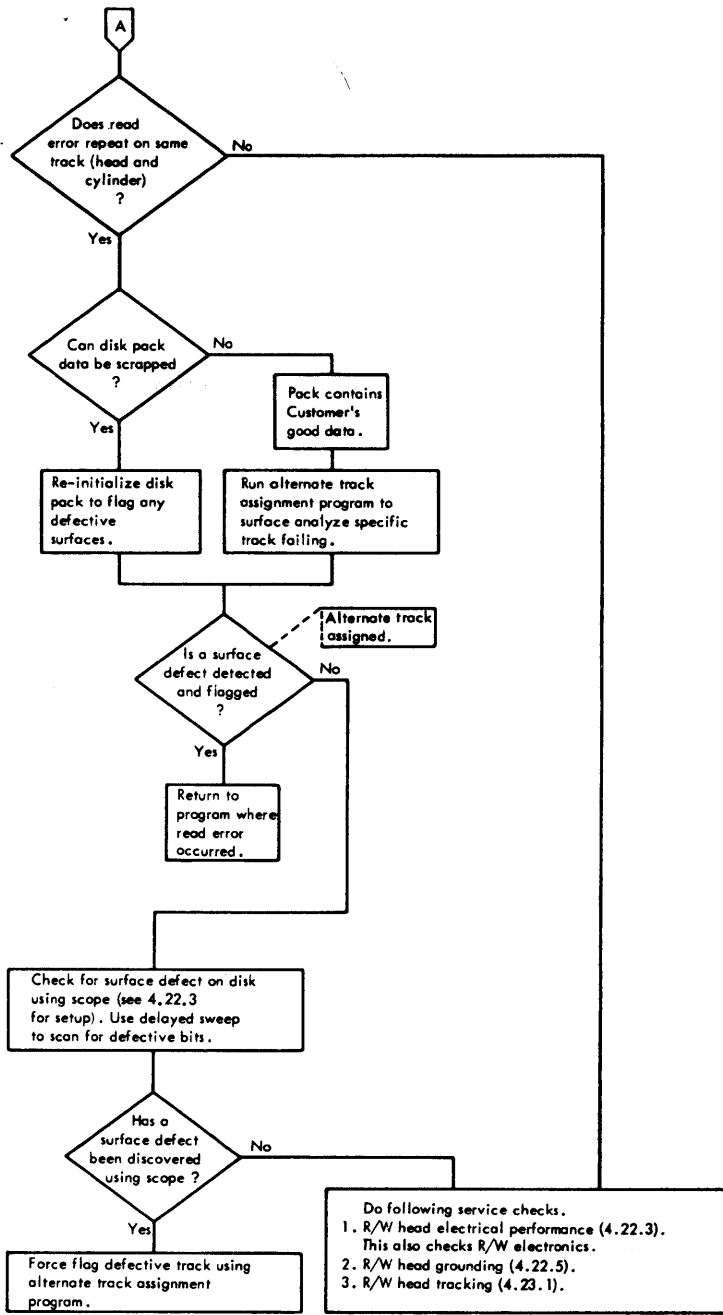 A
Does read
error repeat on same
track (head and
cylinder)
?
No
Yes
Can disk pack
data be scrapped
?
No
Yes
Pack contains
Customer's
good data.
Re-initialize disk
pack to flag any
defective
surfaces.
Run alternate track
assignment program to
surface analyze specific
track failing.
Alternate track
assigned.
Is a surface
defect detected
and flagged
?
No
Yes
Return to
program where
read error
occurred.
Check for surface defect on disk
using scope (see 4.22.3
for setup). Use delayed sweep
to scan for defective bits.
Has a
surface defect
been discovered
using scope ?
No
Yes
Force flag defective track using
alternate track assignment
program.
Do following service checks.
1. R/W head electrical performance (4.22.3).
This also checks R/W electronics.
2. R/W head grounding (4.22.5).
3. R/W head tracking (4.23.1).